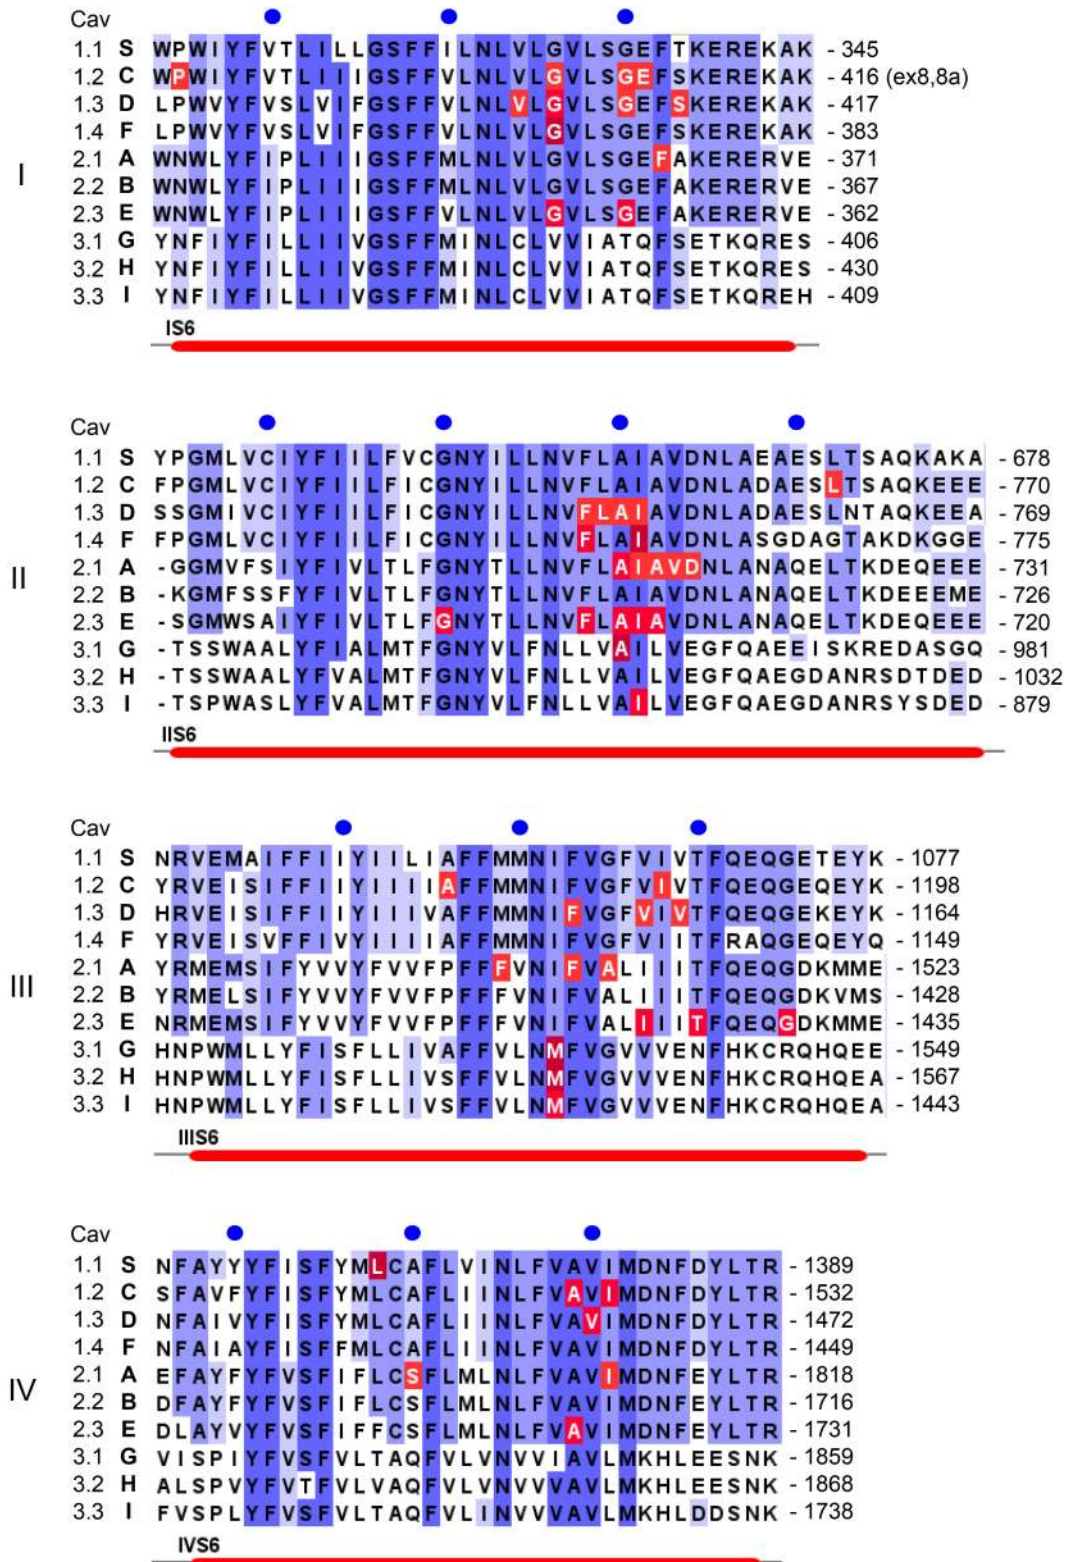 Cav
1.1 S WPWIYFVTLILLGSFFILNLVLGVLSGEFTKEREKAK - 345
1.2 C WPWIYFVTLIIIGSFFVLNLVLGVLSGEFSKEREKAK - 416 (ex8,8a)
1.3 D LPWVYFVSLVIFGSFFVLNLVLGVLSGEFSKEREKAK - 417
1.4 F LPWVYFVSLVIFGSFFVLNLVLGVLSGEFSKEREKAK - 383
I
2.1 A WNWLYFIPLIIIGSFFMLNLVLGVLSGEFAKERERVE - 371
2.2 B WNWLYFIPLIIIGSFFMLNLVLGVLSGEFAKERERVE - 367
2.3 E WNWLYFIPLIIIGSFFVLNLVLGVLSGEFAKERERVE - 362
3.1 G YNFIYFILLIIVGSFFMINLCLVVIATQFSETKQRES - 406
3.2 H YNFIYFILLIIVGSFFMINLCLVVIATQFSETKQRES - 430
3.3 I YNFIYFILLIIVGSFFMINLCLVVIATQFSETKQREH - 409
IS6
Cav
1.1 S YPGMLVCIYFIILFVCGNYILLNVFLAIAVDNLAEAESLTSAQKAKA - 678
1.2 C FPGMLVCIYFIILFICGNYILLNVFLAIAVDNLADAESLTSAQKEEE - 770
1.3 D SSGMIVCIYFIILFICGNYILLNVFLAIAVDNLADAESLNTAQKEEA - 769
1.4 F FPGMLVCIYFIILFICGNYILLNVFLAIAVDNLASGDAGTAKDKGGE - 775
II
2.1 A -GGMVFSIYFIVLTLFGNYTLLNVFLAIAVDNLANAQELTKDEQEEE - 731
2.2 B -KGMFSSFYFIVLTLFGNYTLLNVFLAIAVDNLANAQELTKDEEEME - 726
2.3 E -SGMWSAIYFIVLTLFGNYTLLNVFLAIAVDNLANAQELTKDEQEEE - 720
3.1 G -TSSWAALYFIALMTFGNYVLFNLLVAILVEGFQAEEISKREDASGQ - 981
3.2 H -TSSWAALYFVALMTFGNYVLFNLLVAILVEGFQAEGDANRSDTDED - 1032
3.3 I -TSPWASLYFVALMTFGNYVLFNLLVAILVEGFQAEGDANRSYSDED - 879
IIS6
Cav
1.1 S NRVEMAIFFIIYIILIAFFMMNIFVGFVIVTFQEQGETEYK - 1077
1.2 C YRVEISIFFIIYIIIIAFFMMNIFVGFVIVTFQEQGEQEYK - 1198
1.3 D HRVEISIFFIIYIIIVAFFMMNIFVGFVIVTFQEQGEKEYK - 1164
1.4 F YRVEISVFFIVYIIIIAFFMMNIFVGFVIITFRAQGEQEYQ - 1149
III
2.1 A YRMEMSIFYVVYFVVFPFFFVNIFVALIIITFQEQGDKMME - 1523
2.2 B YRMELSIFYVVYFVVFPFFFVNIFVALIIITFQEQGDKVMS - 1428
2.3 E NRMEMSIFYVVYFVVFPFFFVNIFVALIIITFQEQGDKMME - 1435
3.1 G HNPWMLLYFISFLLIVAFFVLNMFVGVVVENFHKCRQHQEE - 1549
3.2 H HNPWMLLYFISFLLIVSFFVLNMFVGVVVENFHKCRQHQEA - 1567
3.3 I HNPWMLLYFISFLLIVSFFVLNMFVGVVVENFHKCRQHQEA - 1443
IIIS6
Cav
1.1 S NFAYYYFISFYMLCAFLVINLFVAVIMDNFDYLTR - 1389
1.2 C SFAVFYFISFYMLCAFLIINLFVAVIMDNFDYLTR - 1532
1.3 D NFAIVYFISFYMLCAFLIINLFVAVIMDNFDYLTR - 1472
1.4 F NFAIAYFISFFMLCAFLIINLFVAVIMDNFDYLTR - 1449
IV
2.1 A EFAYFYFVSFIFLCSFLMLNLFVAVIMDNFEYLTR - 1818
2.2 B DFAYFYFVSFIFLCSFLMLNLFVAVIMDNFEYLTR - 1716
2.3 E DLAYVYFVSFIFFCSFLMLNLFVAVIMDNFEYLTR - 1731
3.1 G VISPIYFVSFVLTAQFVLVNVVIAVLMKHLEESNK - 1859
3.2 H ALSPVYFVTFVLVAQFVLVNVVVAVLMKHLEESNK - 1868
3.3 I FVSPLYFVSFVLTAQFVLINVVVAVLMKHLDDSNK - 1738
IVS6